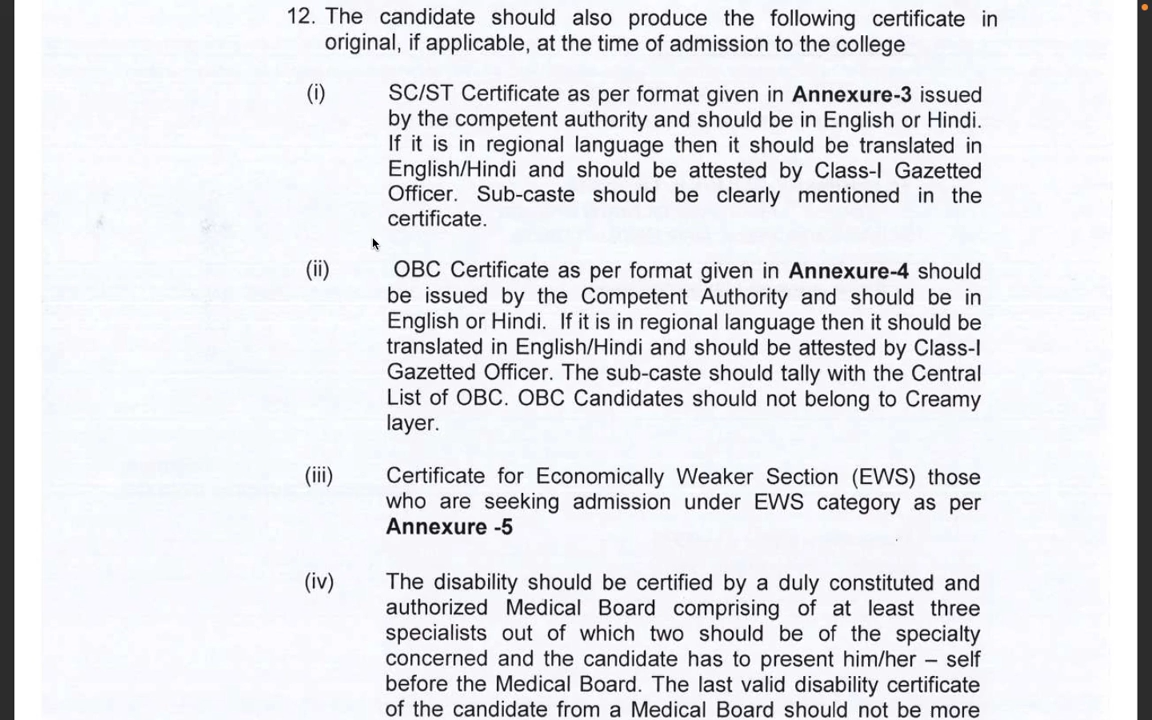 12. The candidate should also produce the following certificate in
original, if applicable, at the time of admission to the college
(i) SC/ST Certificate as per format given in Annexure-3 issued
by the competent authority and should be in English or Hindi.
If it is in regional language then it should be translated in
English/Hindi and should be attested by Class-I Gazetted
Officer. Sub-caste should be clearly mentioned in the
certificate.
(ii) OBC Certificate as per format given in Annexure-4 should
be issued by the Competent Authority and should be in
English or Hindi. If it is in regional language then it should be
translated in English/Hindi and should be attested by Class-I
Gazetted Officer. The sub-caste should tally with the Central
List of OBC. OBC Candidates should not belong to Creamy
layer.
(iii) Certificate for Economically Weaker Section (EWS) those
who are seeking admission under EWS category as per
Annexure -5
(iv) The disability should be certified by a duly constituted and
authorized Medical Board comprising of at least three
specialists out of which two should be of the specialty
concerned and the candidate has to present him/her – self
before the Medical Board. The last valid disability certificate
of the candidate from a Medical Board should not be more